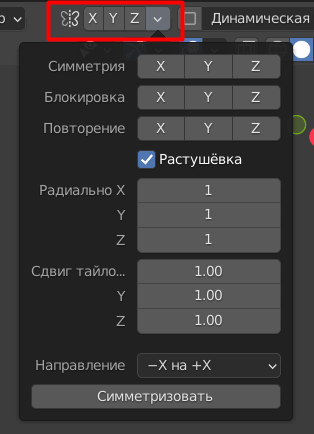 р X Y Z Динамическая
Симметрия X Y Z
Блокировка X Y Z
Повторение X Y Z
Растушёвка
Радиально X 1
Y 1
Z 1
Сдвиг тайло... 1.00
Y 1.00
Z 1.00
Направление −X на +X
Симметризовать